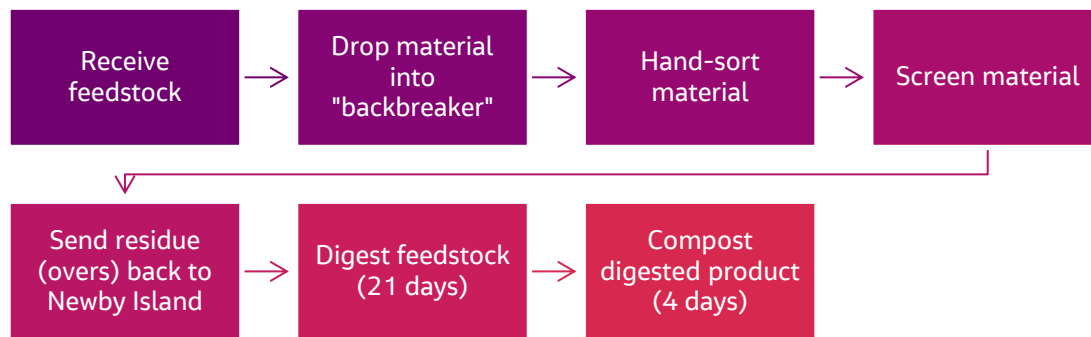 Receive
feedstock
Drop material
into
"backbreaker"
Hand-sort
material
Screen material
Send residue
(overs) back to
Newby Island
Digest feedstock
(21 days)
Compost
digested product
(4 days)